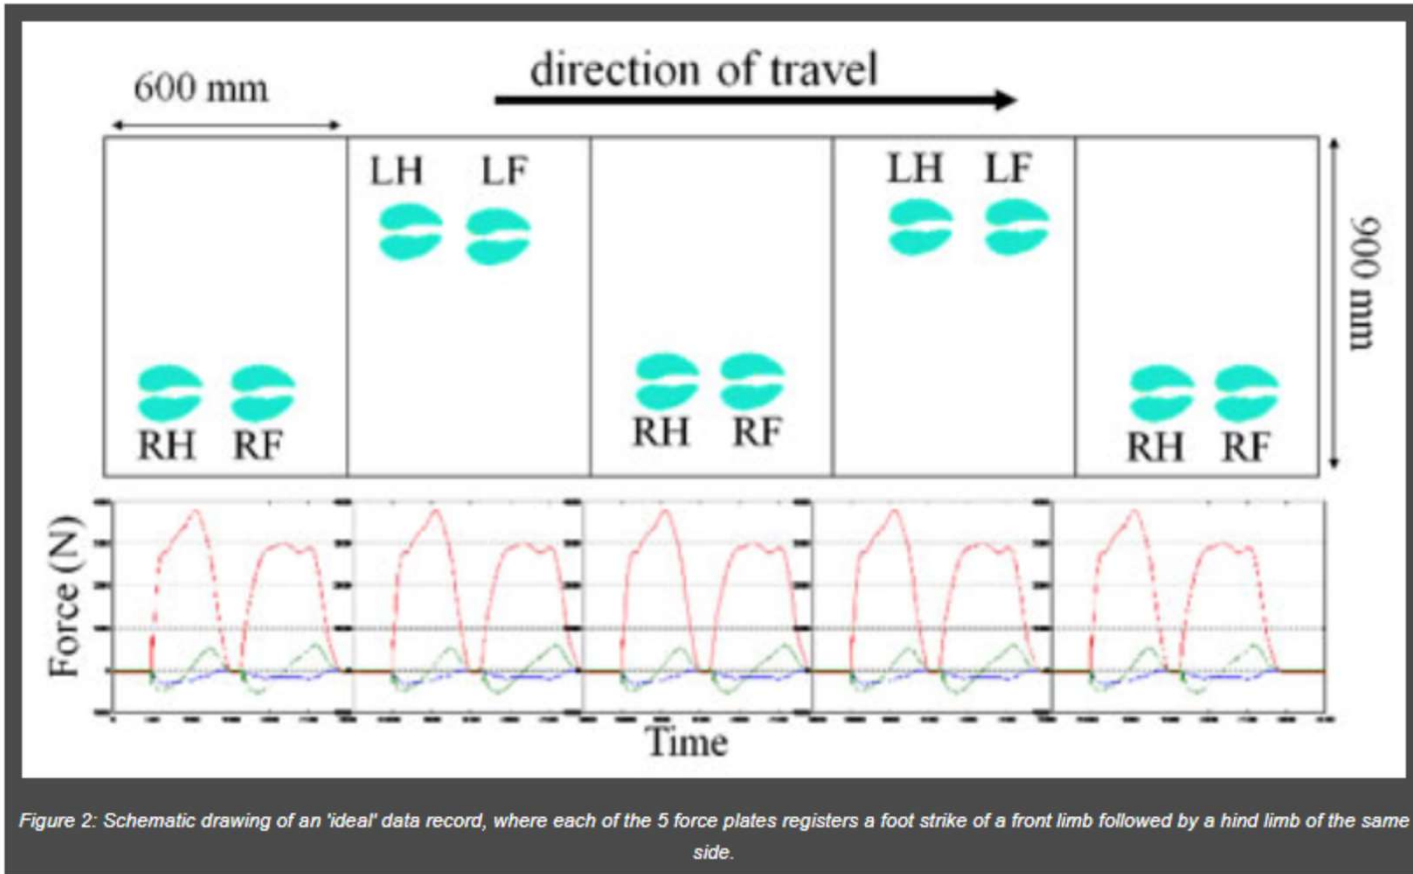 direction of travel
600 mm
LH LF
LH LF
900 mm
RH RF
RH RF
RH RF
Force (N)
Time
Figure 2: Schematic drawing of an 'ideal' data record, where each of the 5 force plates registers a foot strike of a front limb followed by a hind limb of the same
side.